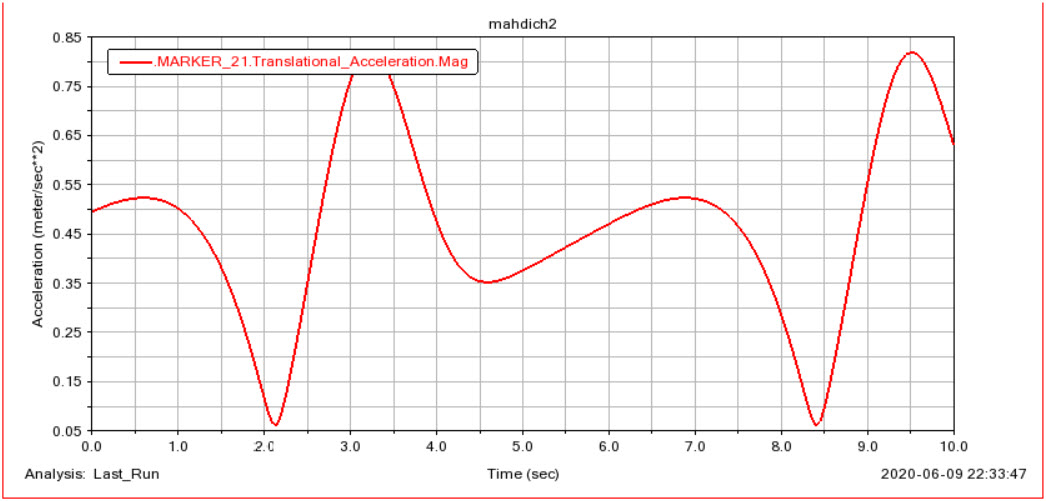 mahdich2
.MARKER_21.Translational_Acceleration.Mag
Acceleration (meter/sec**2)
0.85
0.75
0.65
0.55
0.45
0.35
0.25
0.15
0.05
0.0 1.0 2.0 3.0 4.0 5.0 6.0 7.0 8.0 9.0 10.0
Analysis: Last_Run Time (sec) 2020-06-09 22:33:47